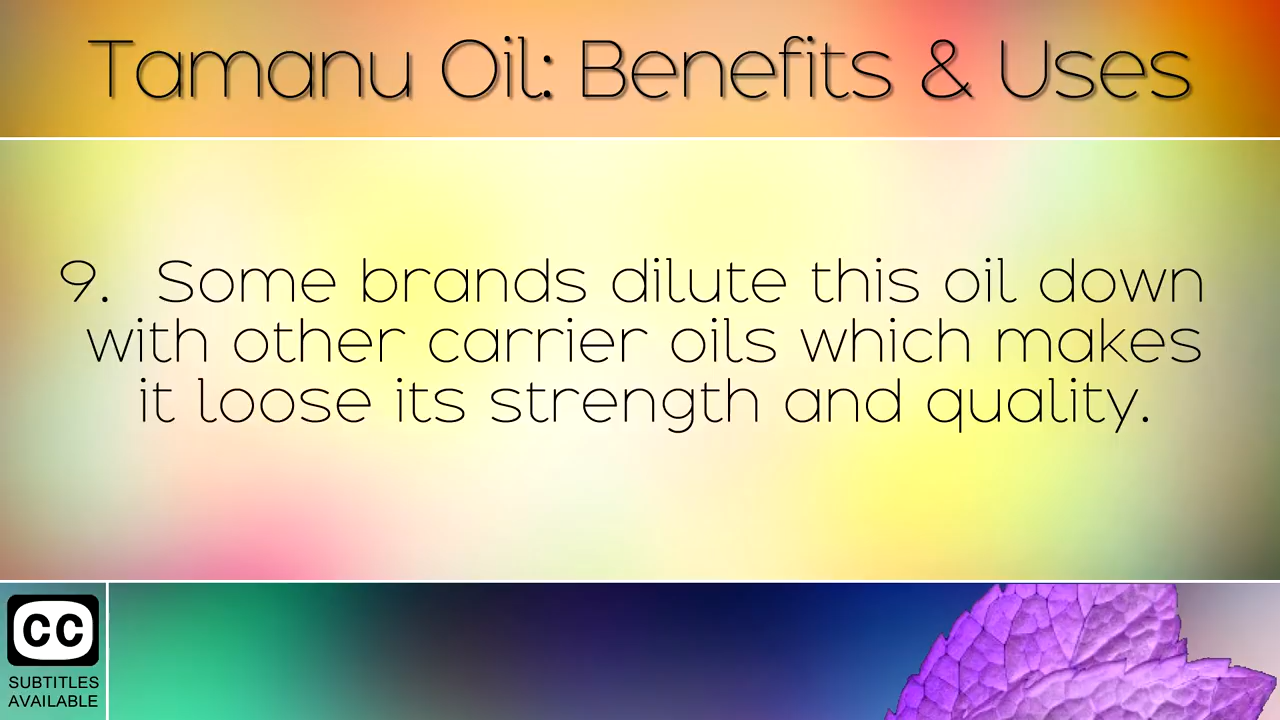 Tamanu Oil: Benefits & Uses
9. Some brands dilute this oil down
with other carrier oils which makes
it loose its strength and quality.
CC
SUBTITLES
AVAILABLE